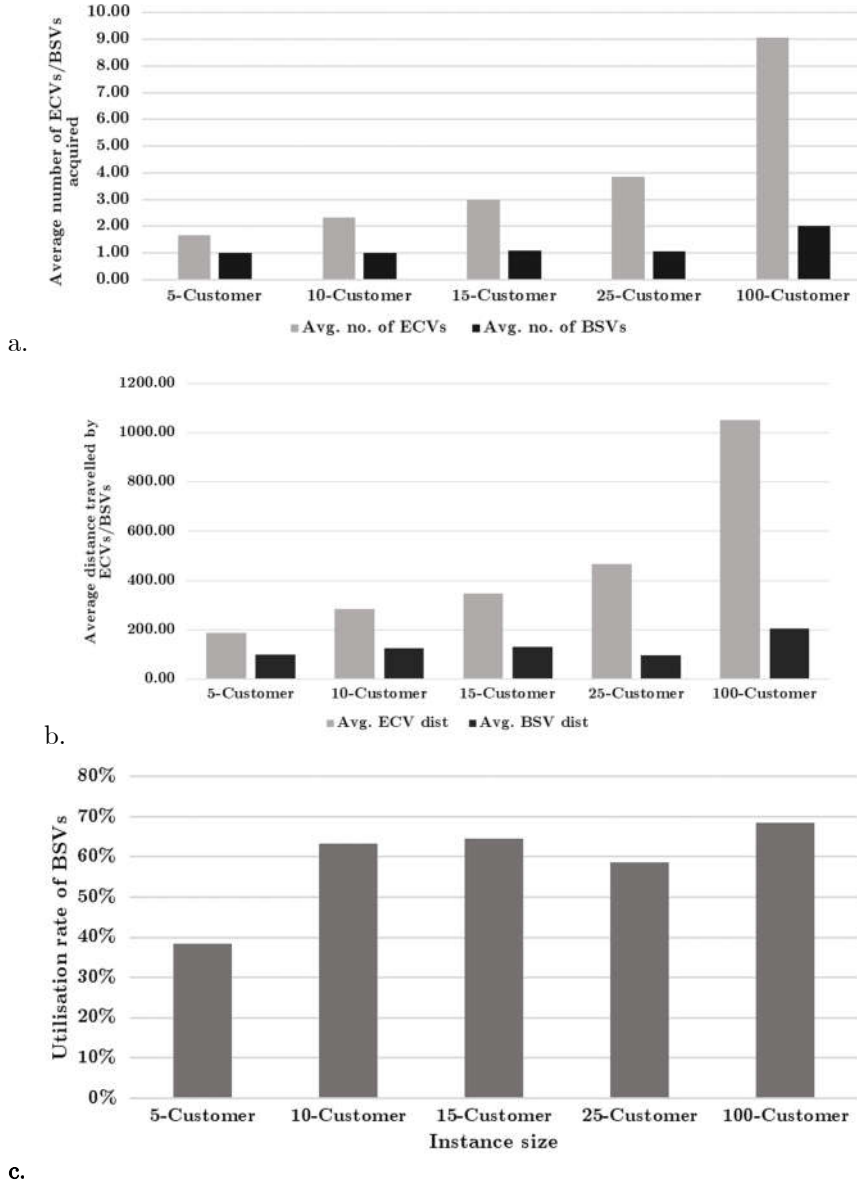 10.00
9.00
8.00
7.00
6.00
5.00
4.00
3.00
2.00
1.00
0.00
Average number of ECVs/BSVs
acquired
5-Customer 10-Customer 15-Customer 25-Customer 100-Customer
Avg. no. of ECVs Avg. no. of BSVs
a.
1200.00
1000.00
800.00
600.00
400.00
200.00
0.00
Average distance travelled by
ECVs/BSVs
5-Customer 10-Customer 15-Customer 25-Customer 100-Customer
Avg. ECV dist Avg. BSV dist
b.
80%
70%
60%
50%
40%
30%
20%
10%
0%
Utilisation rate of BSVs
5-Customer 10-Customer 15-Customer 25-Customer 100-Customer
Instance size
c.